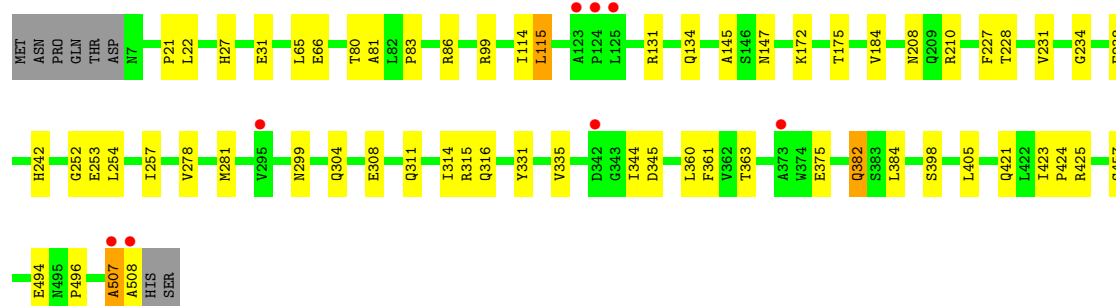 MET ASN PRO GLN THR ASP N7 P21 L22 H27 E31 L65 E66 T80 A81 L82 P83 R86 R99 I114 L115 A123 P124 L125 R131 Q134 A145 S146 N147 K172 T175 V184 N208 Q209 R210 F227 T228 V231 G234
H242 G252 E253 L254 I257 V278 M281 V295 N299 Q304 E308 Q311 I314 R315 Q316 Y331 V335 D342 G343 I344 D345 L360 F361 V362 T363 A373 W374 E375 Q382 S383 L384 S398 L405 Q421 L422 I423 P424 R425
E494 N495 P496 A507 A508 HIS SER